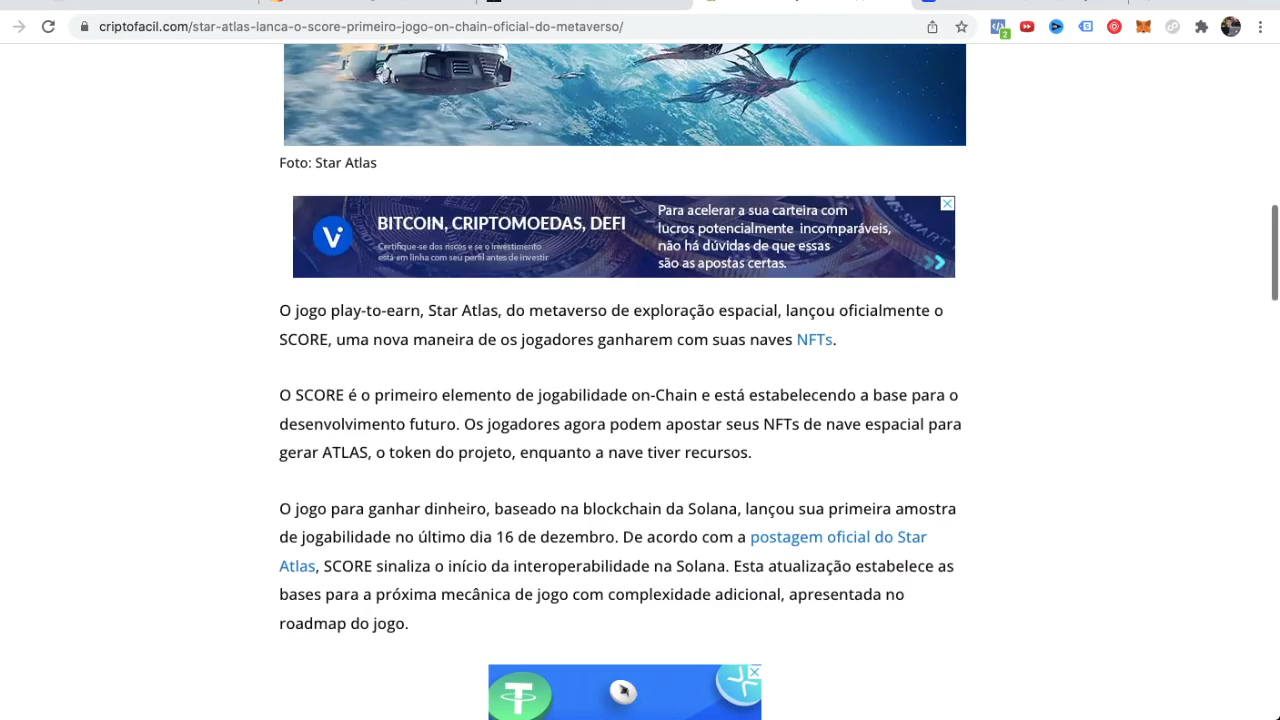 criptofacil.com/star-atlas-lanca-o-score-primeiro-jogo-on-chain-oficial-do-metaverso/
2
Foto: Star Atlas
BITCOIN, CRIPTOMOEDAS, DEFI
Certifique-se dos riscos e se o investimento
está em linha com seu perfil antes de investir
Para acelerar a sua carteira com
lucros potencialmente incomparáveis,
não há dúvidas de que essas
são as apostas certas.
O jogo play-to-earn, Star Atlas, do metaverso de exploração espacial, lançou oficialmente o
SCORE, uma nova maneira de os jogadores ganharem com suas naves NFTs.
O SCORE é o primeiro elemento de jogabilidade on-Chain e está estabelecendo a base para o
desenvolvimento futuro. Os jogadores agora podem apostar seus NFTs de nave espacial para
gerar ATLAS, o token do projeto, enquanto a nave tiver recursos.
O jogo para ganhar dinheiro, baseado na blockchain da Solana, lançou sua primeira amostra
de jogabilidade no último dia 16 de dezembro. De acordo com a postagem oficial do Star
Atlas, SCORE sinaliza o início da interoperabilidade na Solana. Esta atualização estabelece as
bases para a próxima mecânica de jogo com complexidade adicional, apresentada no
roadmap do jogo.